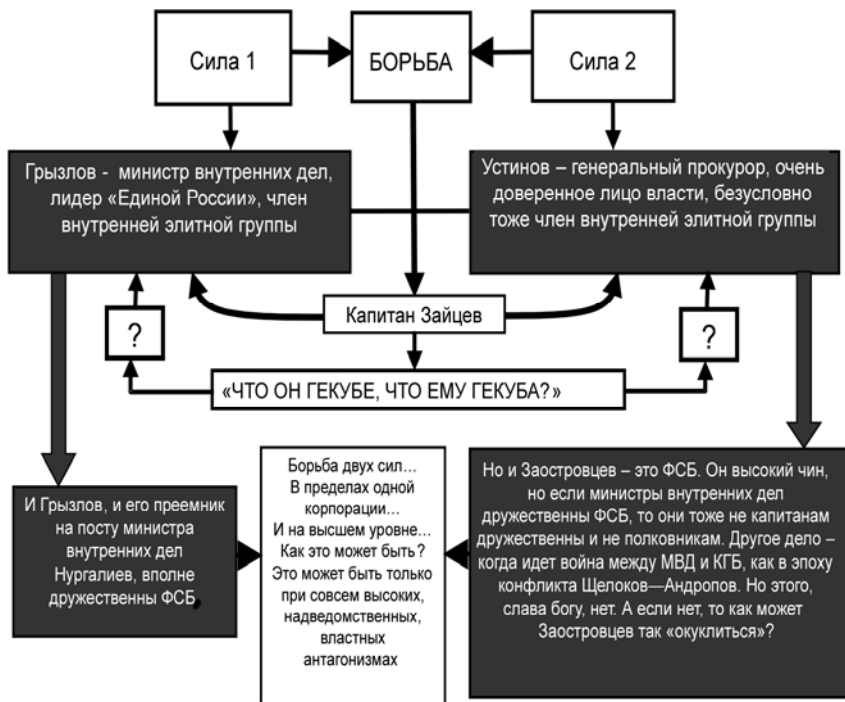 Сила 1
БОРЬБА
Сила 2
Грызлов - министр внутренних дел,
лидер «Единой России», член
внутренней элитной группы
Устинов – генеральный прокурор, очень
доверенное лицо власти, безусловно
тоже член внутренней элитной группы
Капитан Зайцев
?
?
«ЧТО ОН ГЕКУБЕ, ЧТО ЕМУ ГЕКУБА?»
И Грызлов, и его преемник
на посту министра
внутренних дел
Нургалиев, вполне
дружественны ФСБ
Борьба двух сил…
В пределах одной
корпорации…
И на высшем уровне…
Как это может быть?
Это может быть только
при совсем высоких,
надведомственных,
властных
антагонизмах
Но и Заостровцев – это ФСБ. Он высокий чин,
но если министры внутренних дел
дружественны ФСБ, то они тоже не капитанам
дружественны и не полковникам. Другое дело –
когда идет война между МВД и КГБ, как в эпоху
конфликта Щелоков—Андропов. Но этого,
слава богу, нет. А если нет, то как может
Заостровцев так «окуклиться»?